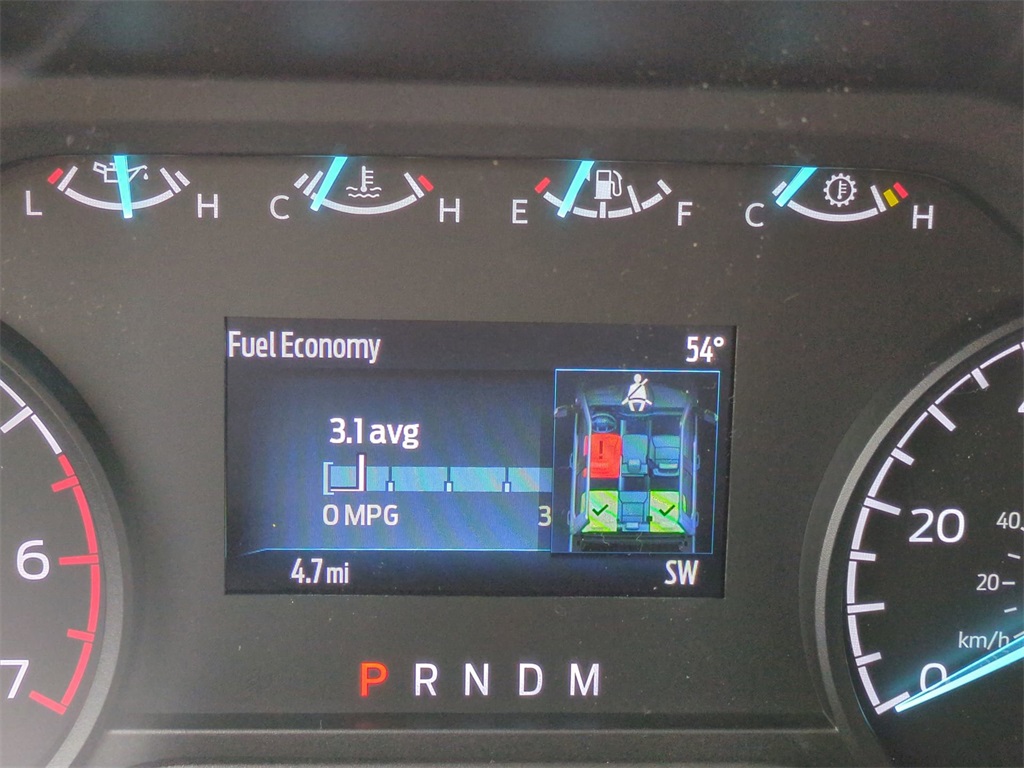 L H C H E F C H
Fuel Economy 54°
3.1 avg
0 MPG 3
4.7 mi SW
P R N D M
6
7
20
40
20
km/h
0